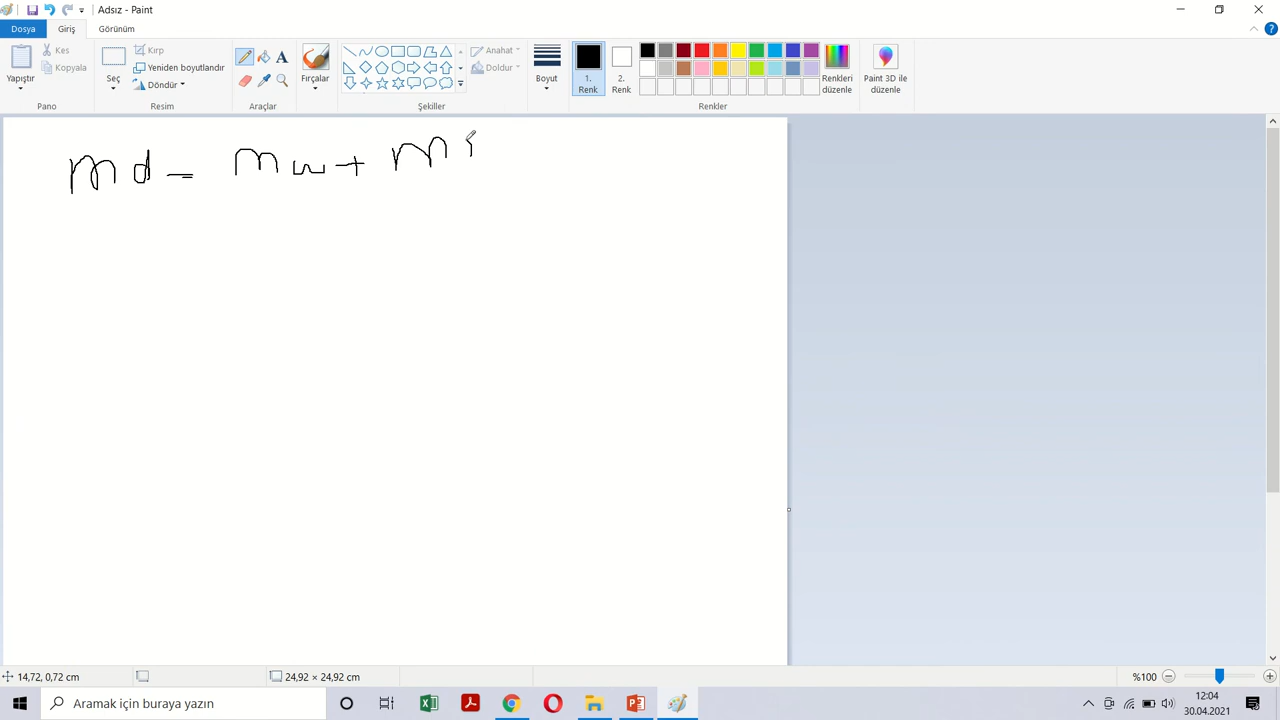 Adsız - Paint
Dosya Giriş Görünüm
Yapıştır Kes Kopyala Pano
Seç Kırp Yeniden boyutlandır Döndür Resim
Araçlar
Fırçalar
Anahat Doldur Şekiller
Boyut
1. Renk 2. Renk Renkleri düzenle Renkler
Paint 3D ile düzenle
md = mw + m
14,72, 0,72 cm 24,92 × 24,92 cm %100
Aramak için buraya yazın 12:04
30.04.2021